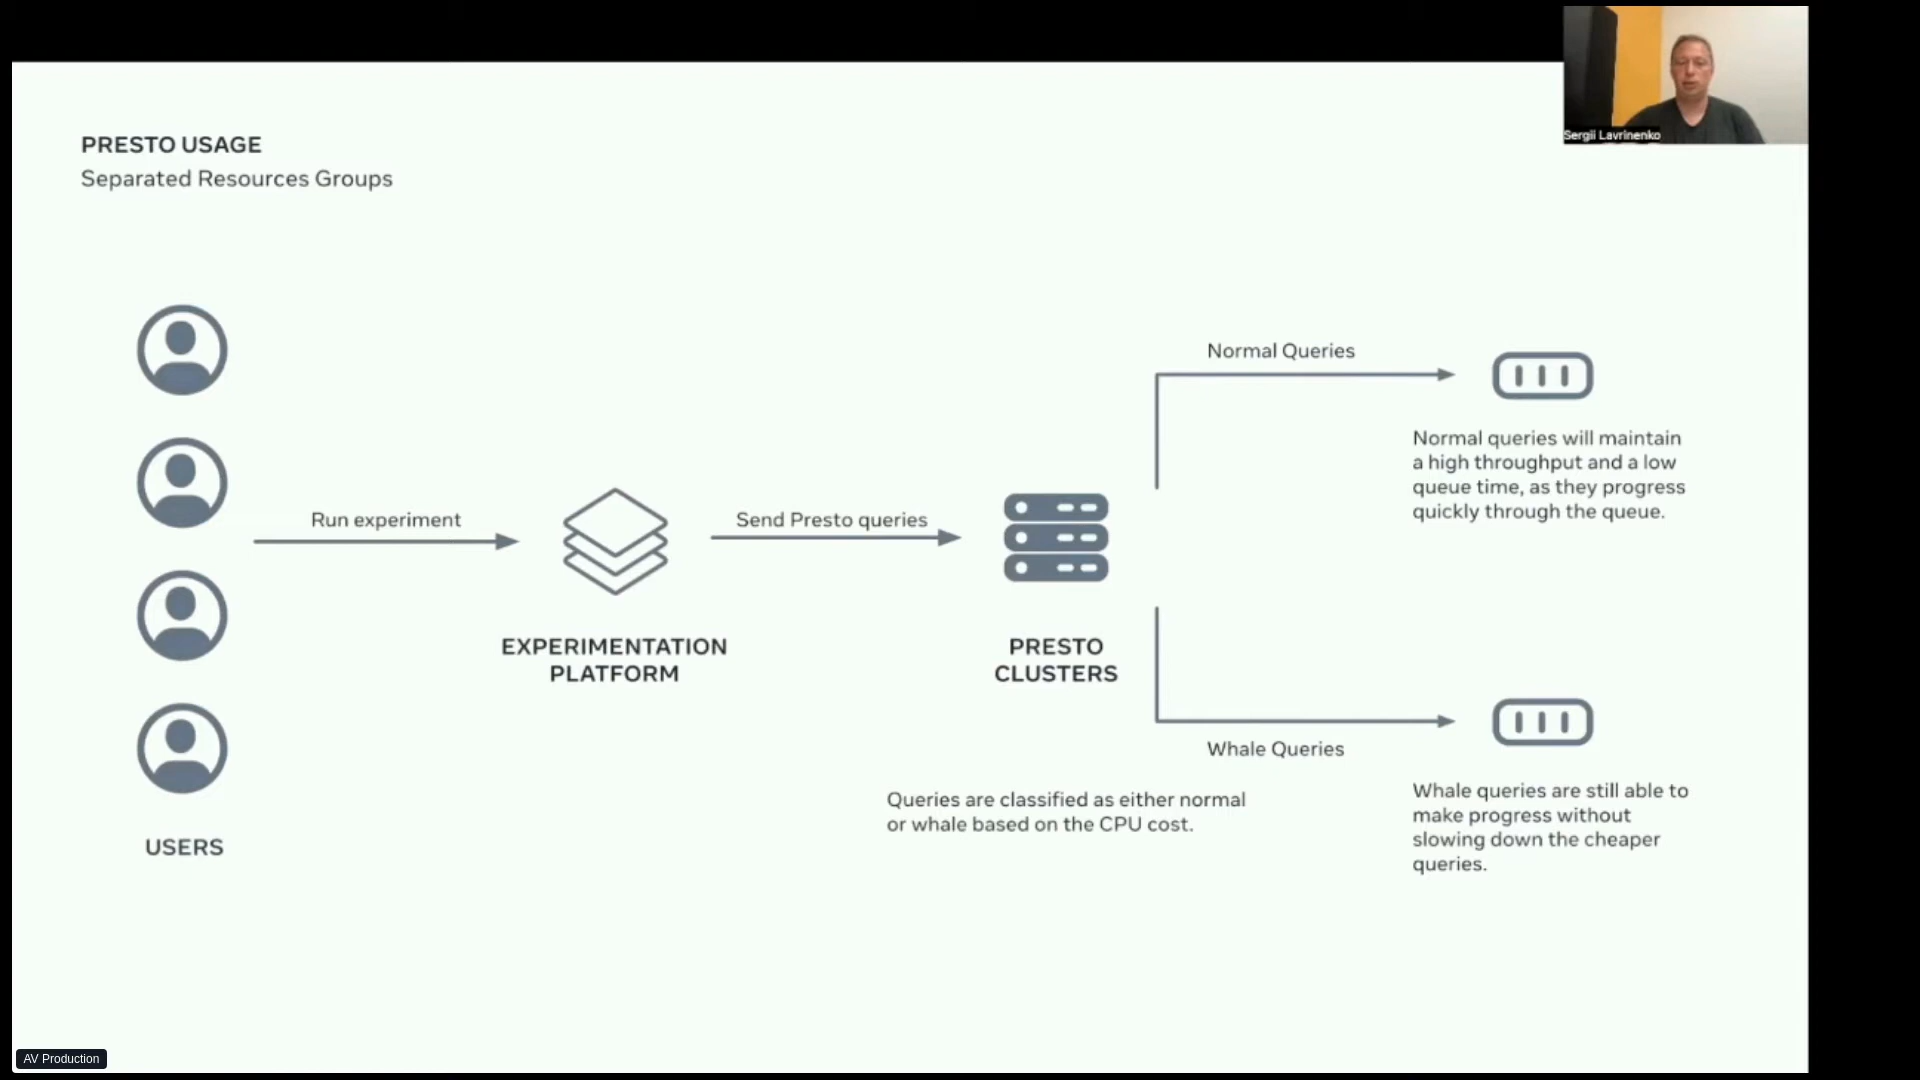 Sergii Lavrinenko
PRESTO USAGE
Separated Resources Groups
Run experiment
Send Presto queries
Normal Queries
Normal queries will maintain
a high throughput and a low
queue time, as they progress
quickly through the queue.
EXPERIMENTATION
PLATFORM
PRESTO
CLUSTERS
Whale Queries
Queries are classified as either normal
or whale based on the CPU cost.
Whale queries are still able to
make progress without
slowing down the cheaper
queries.
USERS
AV Production